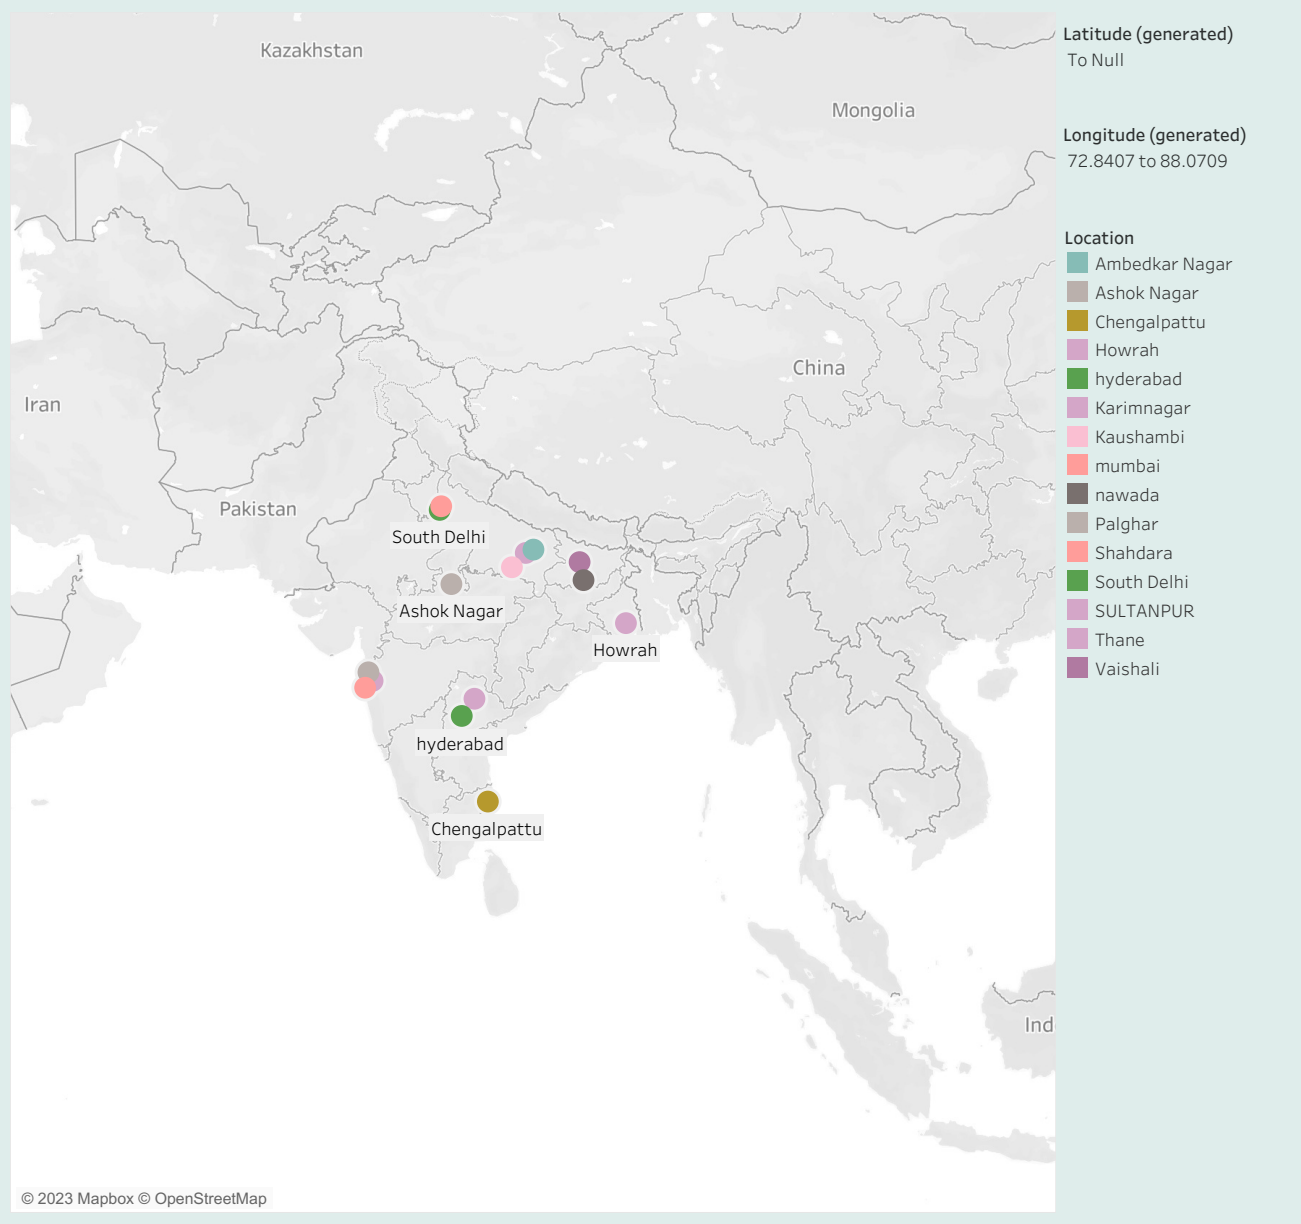 Kazakhstan
Mongolia
China
Iran
Pakistan
South Delhi
Ashok Nagar
Howrah
hyderabad
Chengalpattu
Ind
© 2023 Mapbox © OpenStreetMap
Latitude (generated)
To Null
Longitude (generated)
72.8407 to 88.0709
Location
Ambedkar Nagar
Ashok Nagar
Chengalpattu
Howrah
hyderabad
Karimnagar
Kaushambi
mumbai
nawada
Palghar
Shahdara
South Delhi
SULTANPUR
Thane
Vaishali